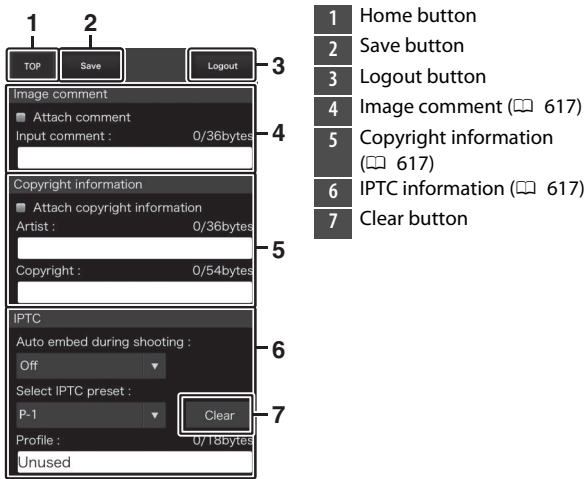 1 2
TOP Save Logout 3
Image comment
Attach comment
Input comment : 0/36bytes 4
Copyright information
Attach copyright information
Artist : 0/36bytes
5
Copyright : 0/54bytes
IPTC
Auto embed during shooting : 6
Off
Select IPTC preset :
P-1 Clear 7
Profile : 0/18bytes
Unused
1 Home button
2 Save button
3 Logout button
4 Image comment (📖 617)
5 Copyright information
(📖 617)
6 IPTC information (📖 617)
7 Clear button